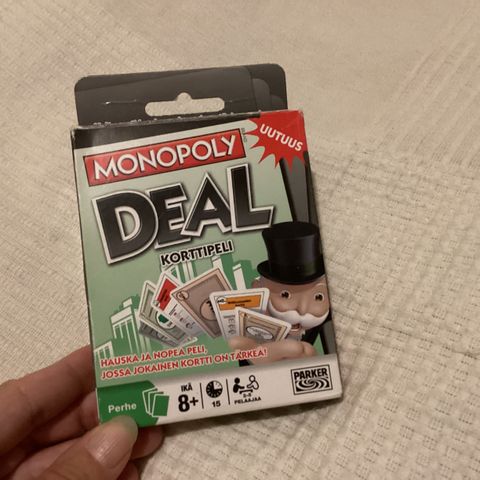 MONOPOLY
UUTUUS
DEAL
KORTTIPELI
HAUSKA JA NOPEA PELI,
JOSSA JOKAINEN KORTTI ON TÄRKEÄ!
Perhe
IKÄ
8+
15
2-5
PELAAJAA
PARKER